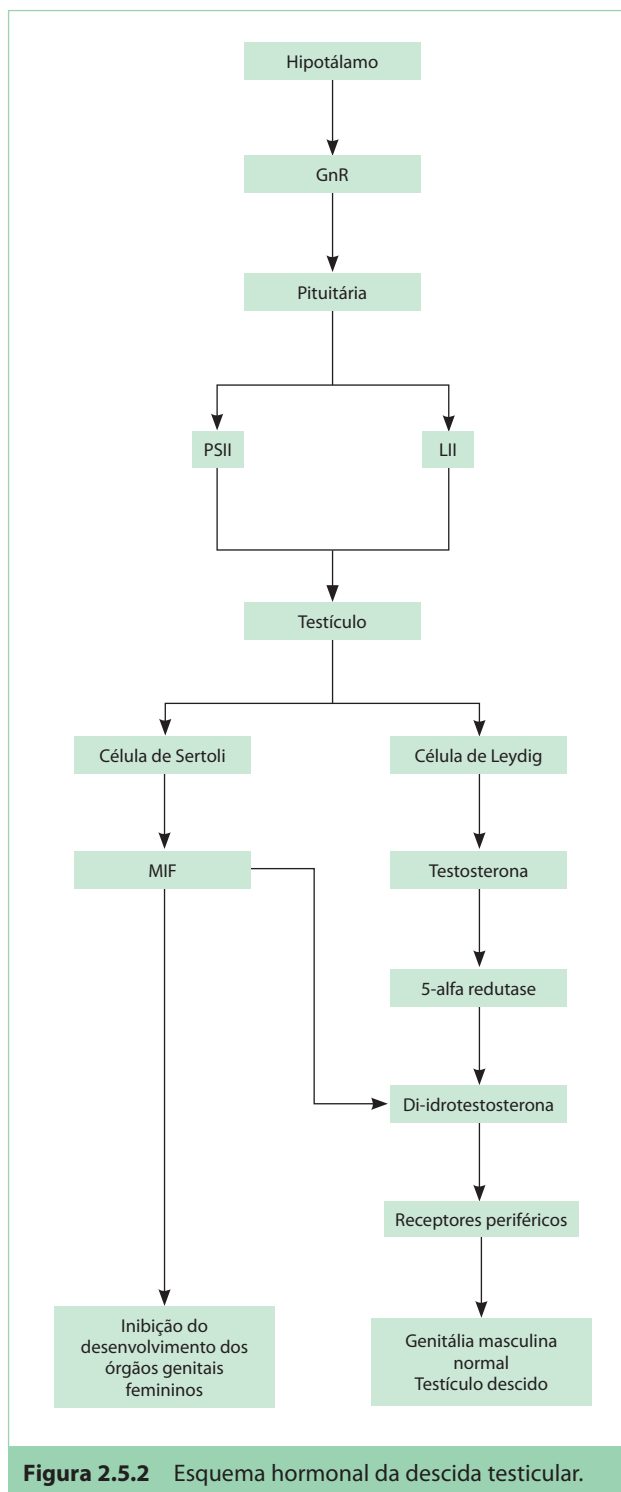 Hipotálamo
GnR
Pituitária
PSII
LII
Testículo
Célula de Sertoli
Célula de Leydig
MIF
Testosterona
5-alfa redutase
Di-idrotestosterona
Receptores periféricos
Inibição do
desenvolvimento dos
órgãos genitais
femininos
Genitália masculina
normal
Testículo descido
Figura 2.5.2 Esquema hormonal da descida testicular.